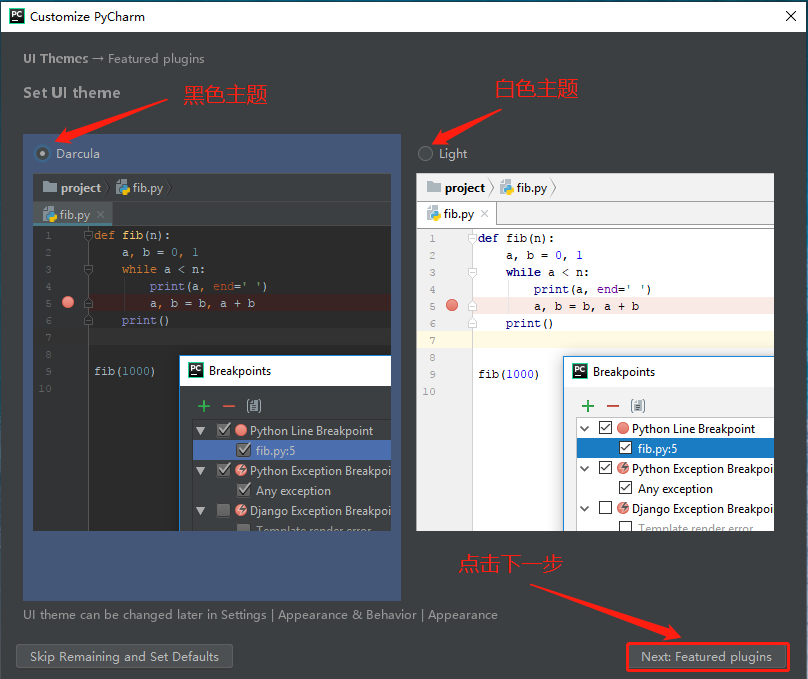 PC Customize PyCharm
UI Themes → Featured plugins
Set UI theme
黑色主题
白色主题
Darcula
project fib.py
fib.py
1 def fib(n):
2 a, b = 0, 1
3 while a < n:
4 print(a, end=' ')
5 a, b = b, a + b
6 print()
7
8
9 fib(1000)
10
PC Breakpoints
Python Line Breakpoint
fib.py:5
Python Exception Breakpoi
Any exception
Django Exception Breakpoi
Template render error
Light
project fib.py
fib.py
1 def fib(n):
2 a, b = 0, 1
3 while a < n:
4 print(a, end=' ')
5 a, b = b, a + b
6 print()
7
8
9 fib(1000)
10
PC Breakpoints
Python Line Breakpoint
fib.py:5
Python Exception Breakpoi
Any exception
Django Exception Breakpoi
Template render error
点击下一步
UI theme can be changed later in Settings | Appearance & Behavior | Appearance
Skip Remaining and Set Defaults
Next: Featured plugins